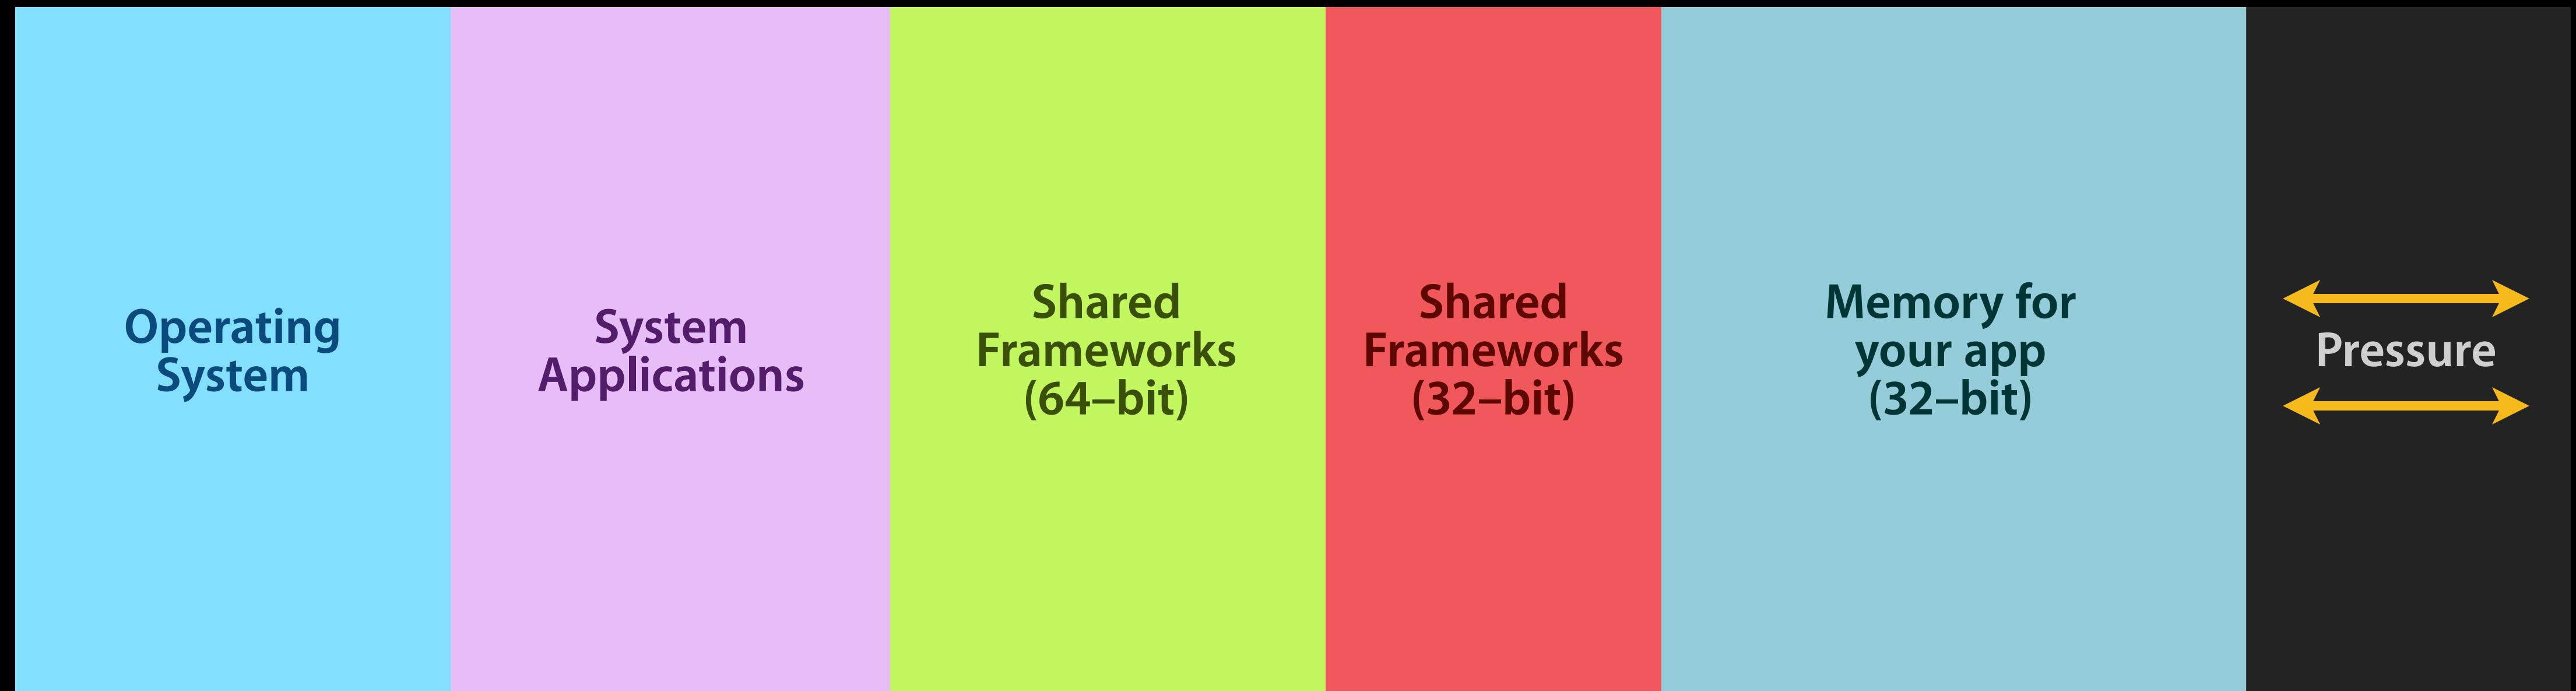 Operating
System
System
Applications
Shared
Frameworks
(64–bit)
Shared
Frameworks
(32–bit)
Memory for
your app
(32–bit)
Pressure